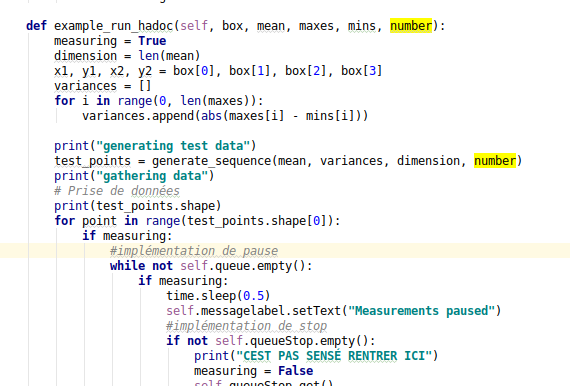 def example_run_hadoc(self, box, mean, maxes, mins, number):
measuring = True
dimension = len(mean)
x1, y1, x2, y2 = box[0], box[1], box[2], box[3]
variances = []
for i in range(0, len(maxes)):
variances.append(abs(maxes[i] - mins[i]))
print("generating test data")
test_points = generate_sequence(mean, variances, dimension, number)
print("gathering data")
# Prise de données
print(test_points.shape)
for point in range(test_points.shape[0]):
if measuring:
#implémentation de pause
while not self.queue.empty():
if measuring:
time.sleep(0.5)
self.messagelabel.setText("Measurements paused")
#implémentation de stop
if not self.queueStop.empty():
print("CEST PAS SENSÉ RENTRER ICI")
measuring = False
self.queueStop.get()